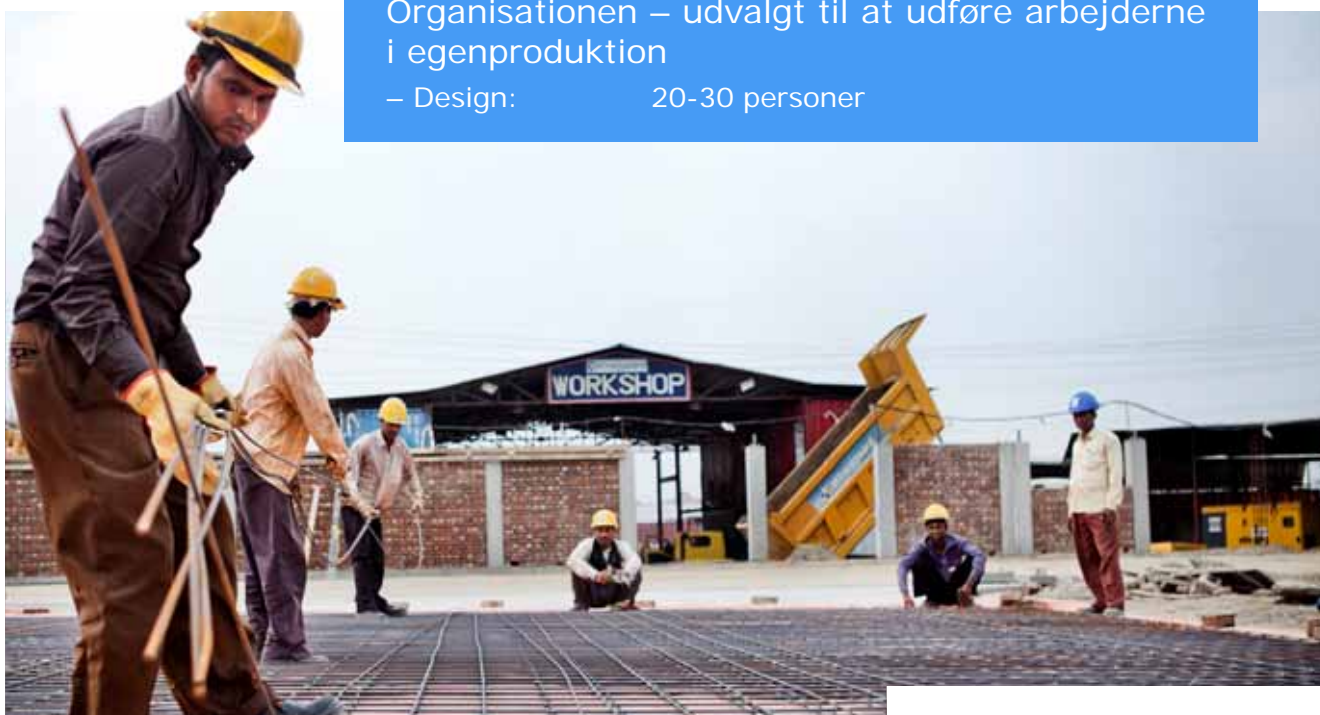 Organisationen – udvalgt til at udføre arbejderne
i egenproduktion
– Design: 20-30 personer
WORKSHOP